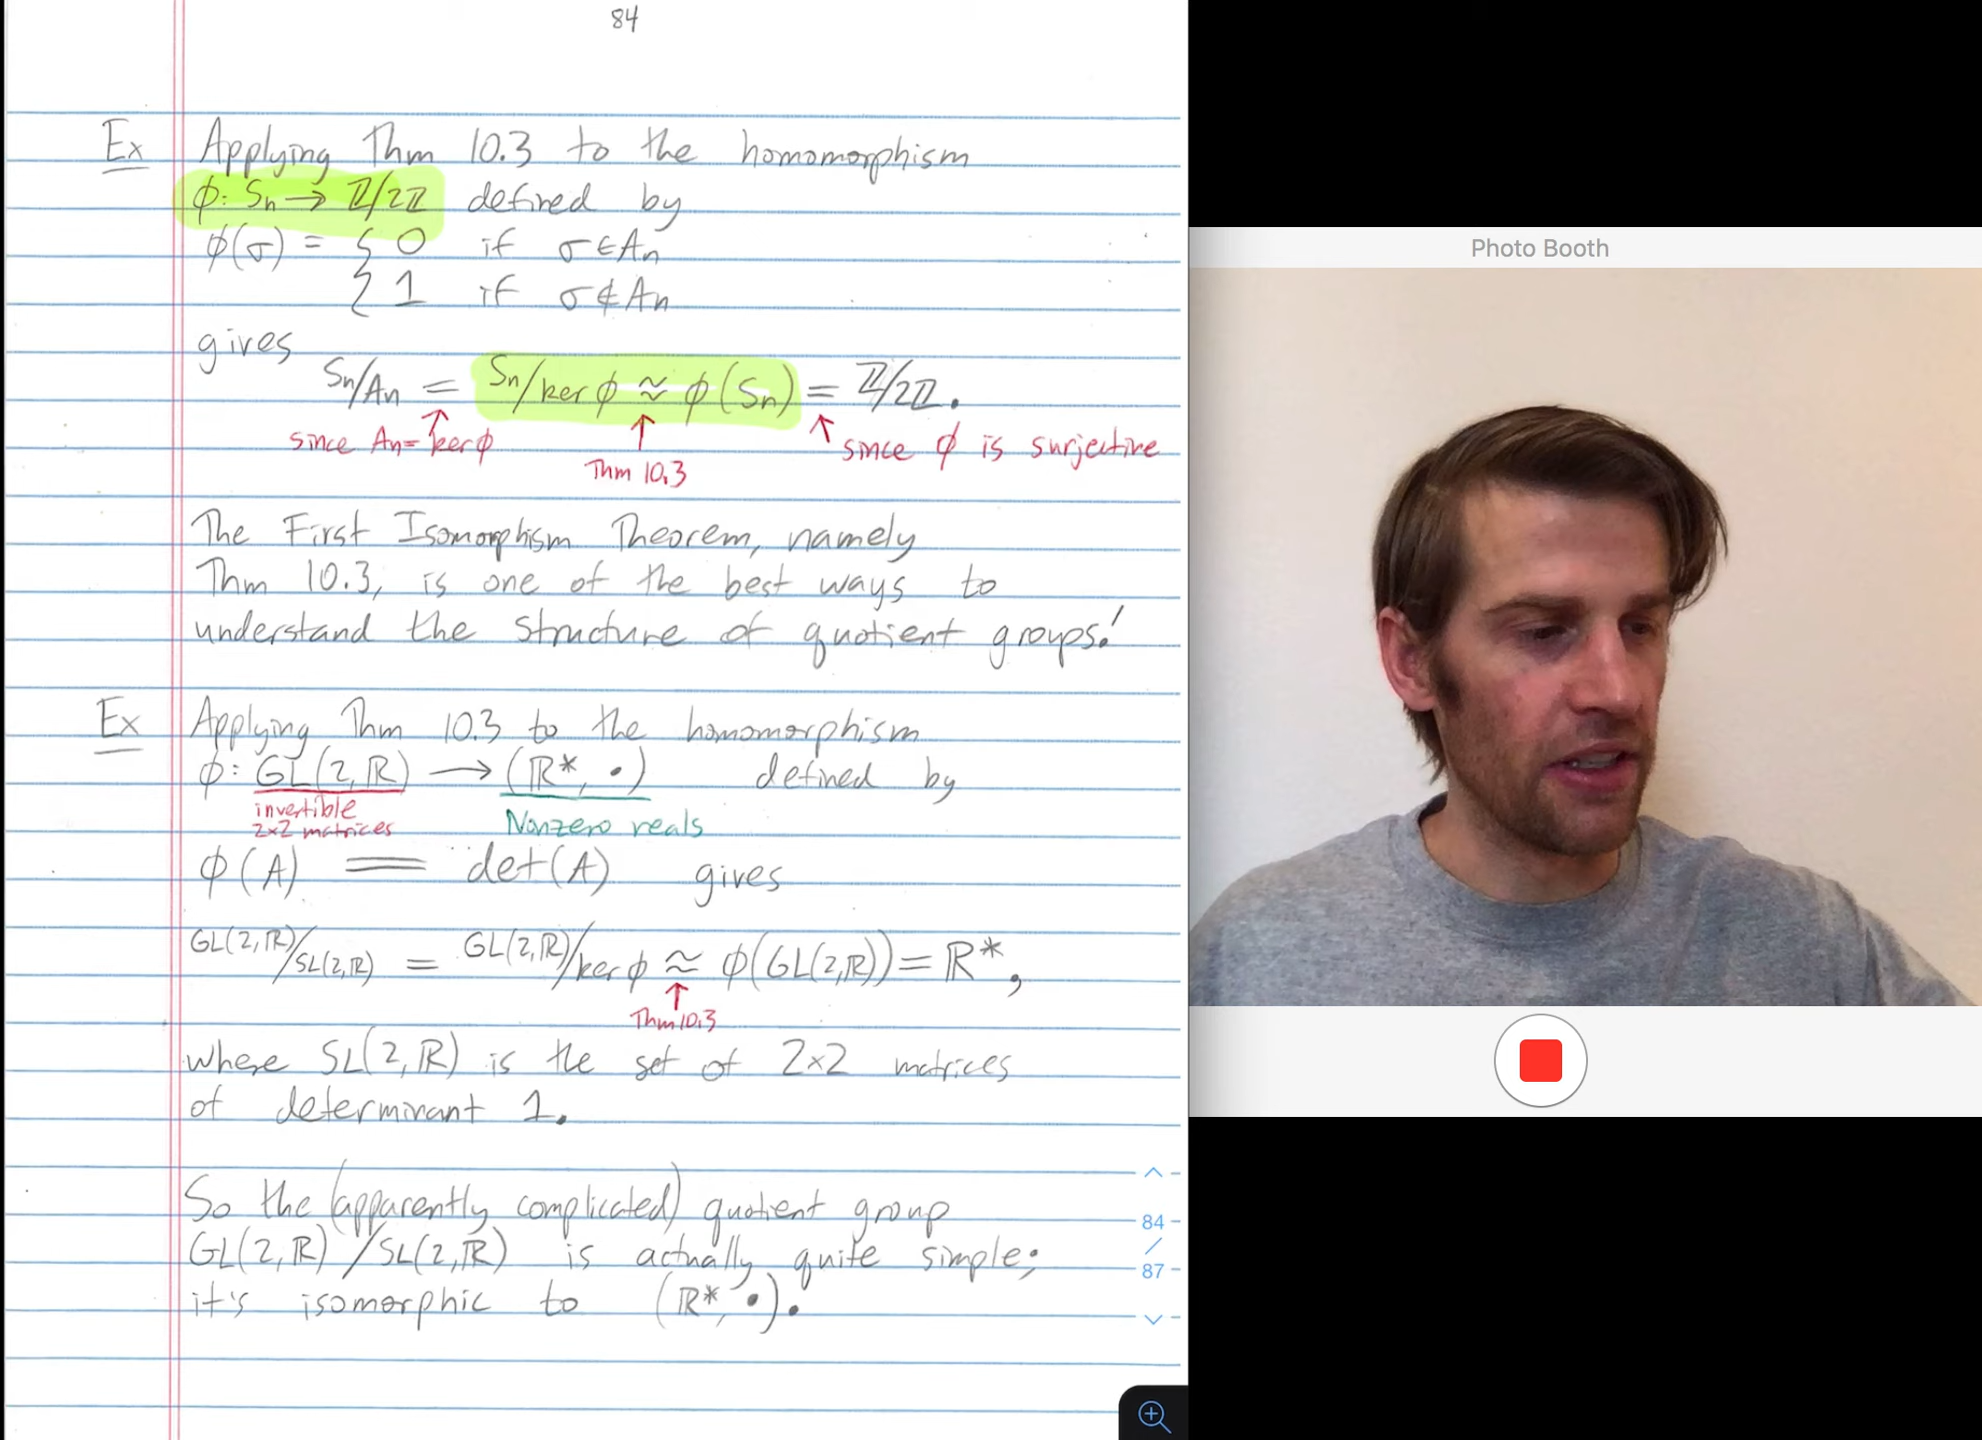 84
Ex Applying Thm 10.3 to the homomorphism
ϕ: Sn → ℤ/2ℤ defined by
ϕ(σ) = { 0 if σ∈An
{ 1 if σ∉An
gives
Sn/An = Sn/ker ϕ ≈ ϕ(Sn) = ℤ/2ℤ.
since An = ker ϕ
Thm 10.3
since ϕ is surjective
The First Isomorphism Theorem, namely
Thm 10.3, is one of the best ways to
understand the structure of quotient groups!
Ex Applying Thm 10.3 to the homomorphism
ϕ: GL(2,ℝ) → (ℝ*, •) defined by
invertible
2×2 matrices
Nonzero reals
ϕ(A) = det(A) gives
GL(2,ℝ)/SL(2,ℝ) = GL(2,ℝ)/ker ϕ ≈ ϕ(GL(2,ℝ)) = ℝ*,
Thm 10.3
where SL(2,ℝ) is the set of 2×2 matrices
of determinant 1.
So the (apparently complicated) quotient group
GL(2,ℝ)/SL(2,ℝ) is actually quite simple;
it's isomorphic to (ℝ*, •).
84
/
87
Photo Booth